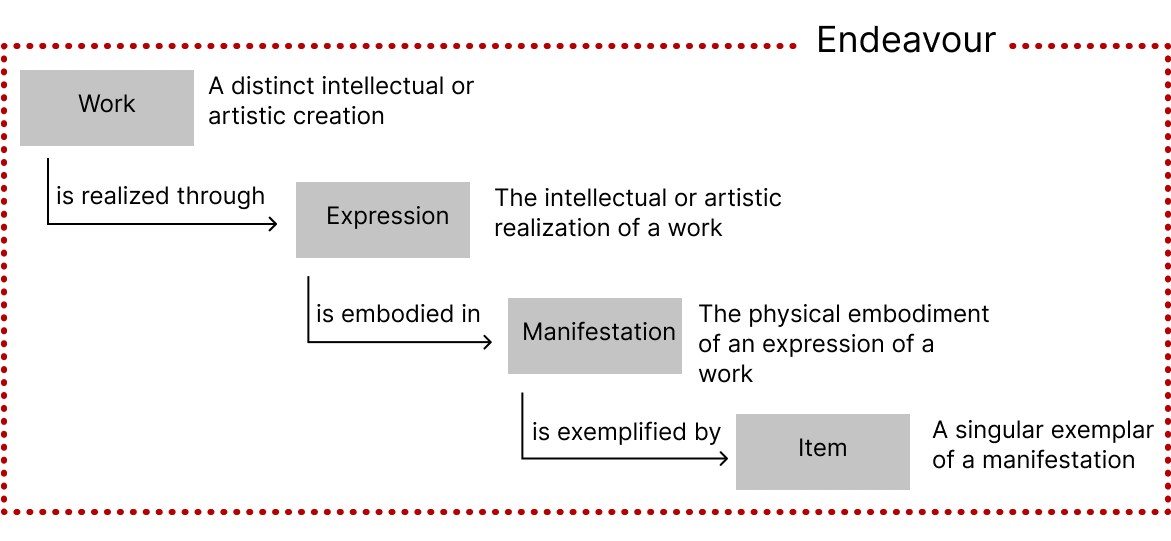 Endeavour
Work
A distinct intellectual or
artistic creation
is realized through
Expression
The intellectual or artistic
realization of a work
is embodied in
Manifestation
The physical embodiment
of an expression of a
work
is exemplified by
Item
A singular exemplar
of a manifestation